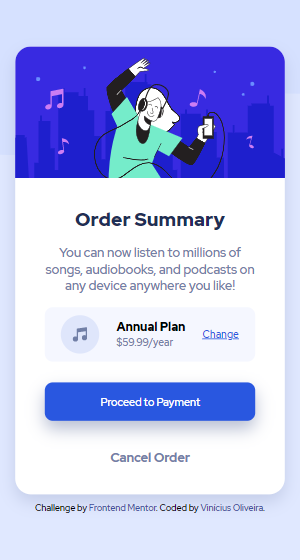 Order Summary
You can now listen to millions of
songs, audiobooks, and podcasts on
any device anywhere you like!
Annual Plan
$59.99/year
Change
Proceed to Payment
Cancel Order
Challenge by Frontend Mentor. Coded by Vinícius Oliveira.